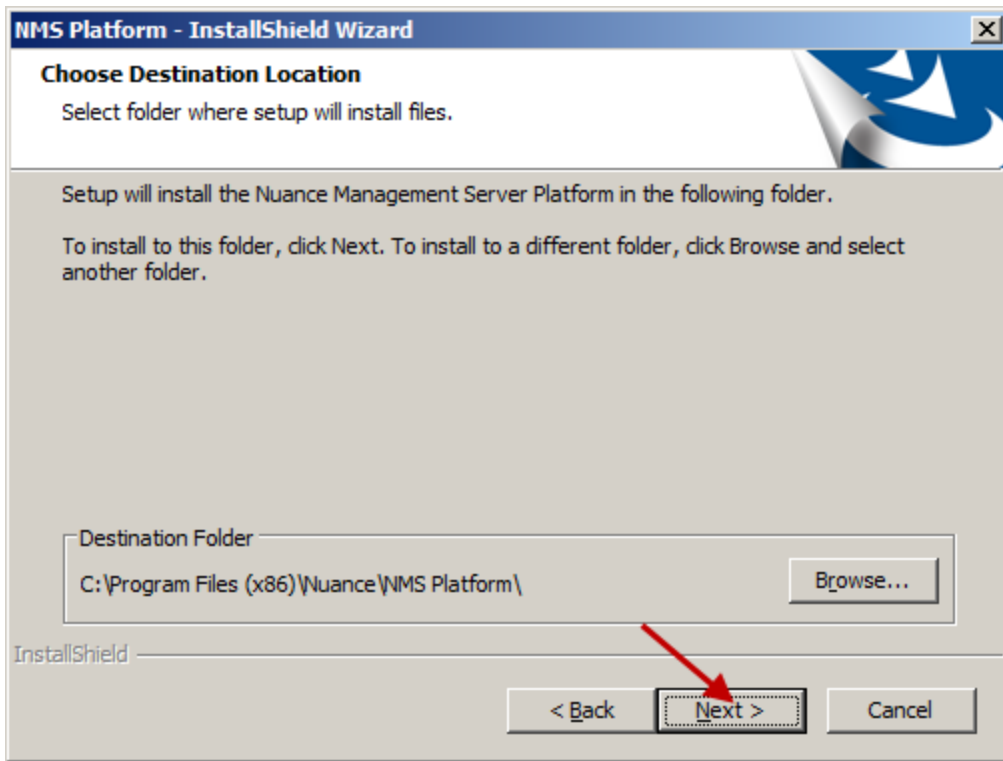 NMS Platform - InstallShield Wizard
Choose Destination Location
Select folder where setup will install files.
Setup will install the Nuance Management Server Platform in the following folder.
To install to this folder, click Next. To install to a different folder, click Browse and select
another folder.
Destination Folder
C:\Program Files (x86)\Nuance\NMS Platform\
Browse...
InstallShield
< Back
Next >
Cancel